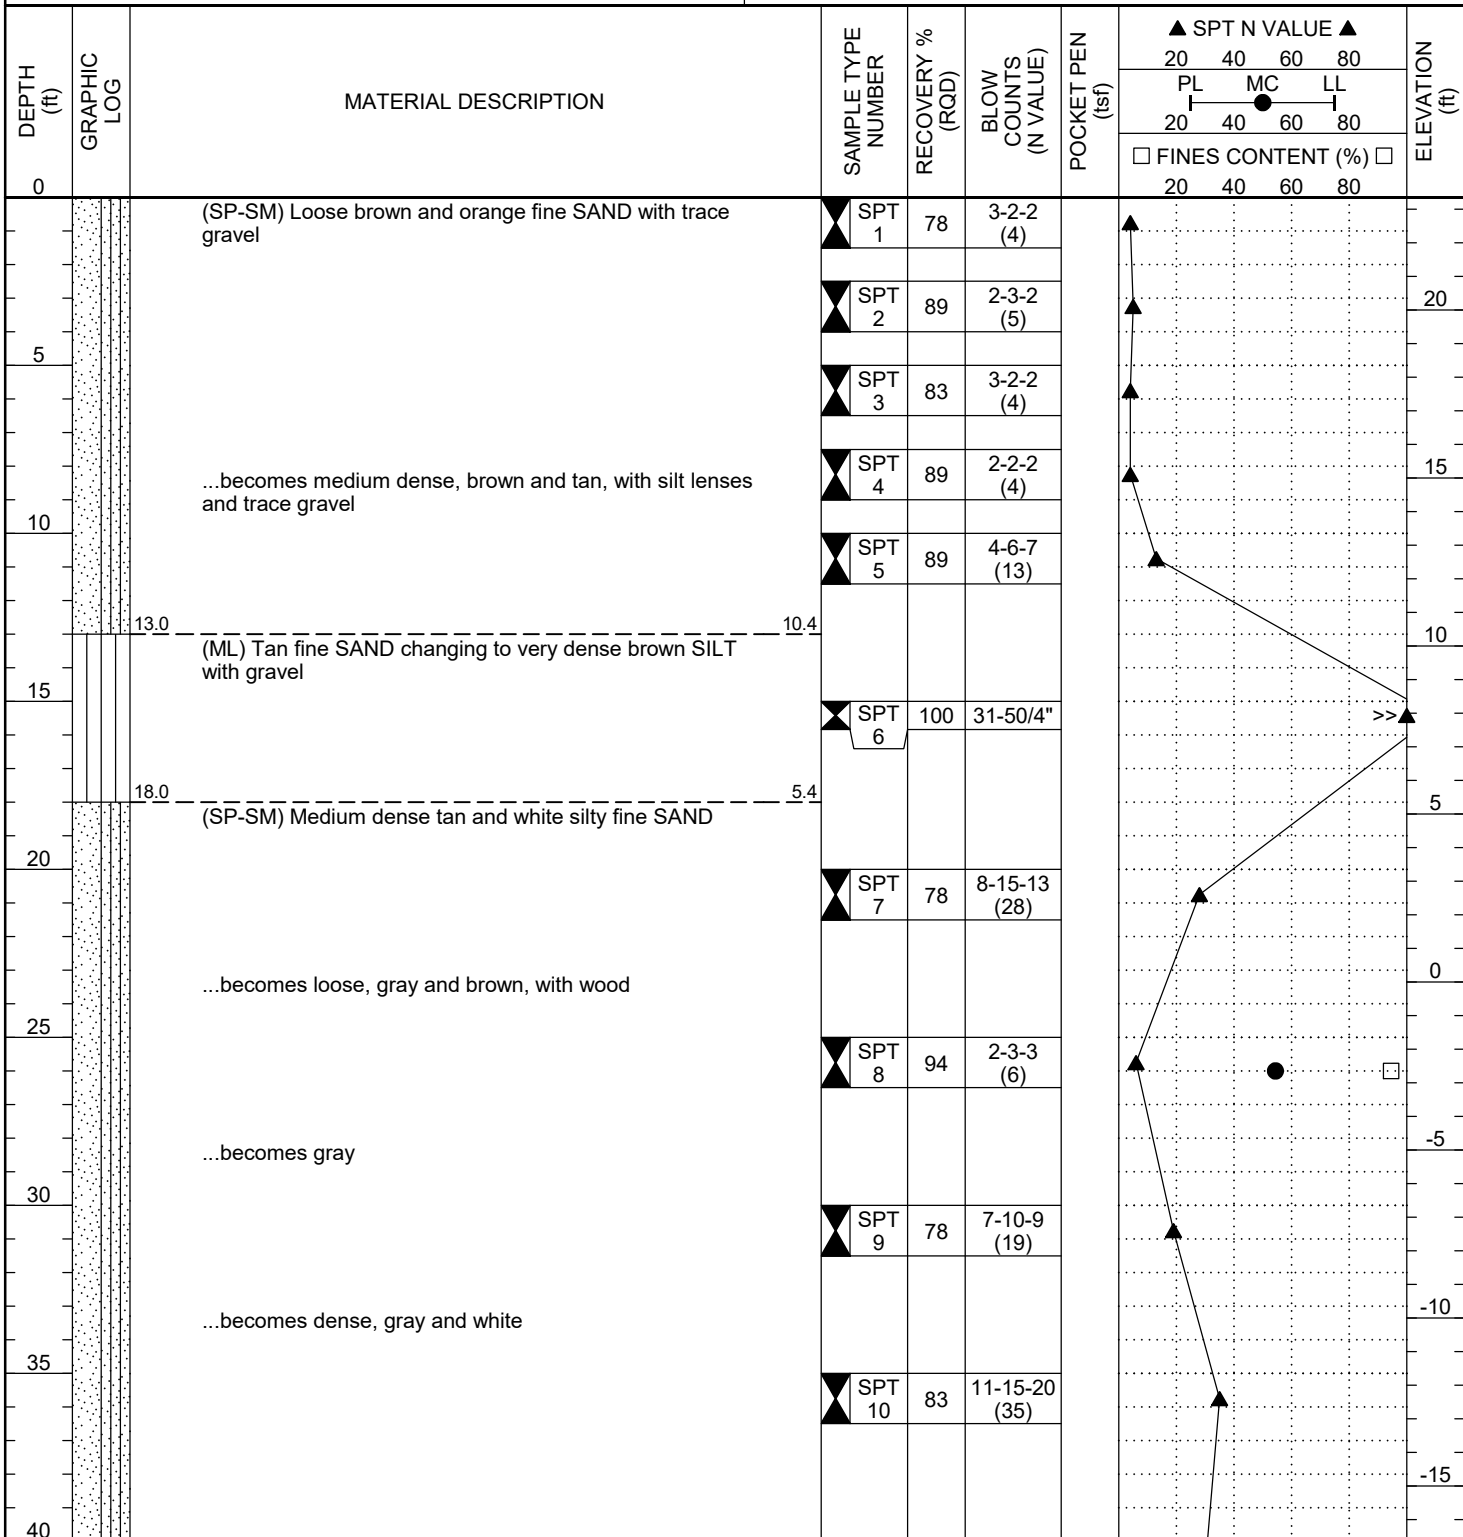 DEPTH
(ft)
GRAPHIC
LOG
MATERIAL DESCRIPTION
SAMPLE TYPE
NUMBER
RECOVERY %
(RQD)
BLOW
COUNTS
(N VALUE)
POCKET PEN
(tsf)
▲ SPT N VALUE ▲
20 40 60 80
PL MC LL
20 40 60 80
□ FINES CONTENT (%) □
20 40 60 80
ELEVATION
(ft)
0
(SP-SM) Loose brown and orange fine SAND with trace
gravel
SPT
1
78
3-2-2
(4)
SPT
2
89
2-3-2
(5)
20
5
SPT
3
83
3-2-2
(4)
...becomes medium dense, brown and tan, with silt lenses
and trace gravel
SPT
4
89
2-2-2
(4)
15
10
SPT
5
89
4-6-7
(13)
13.0 10.4
(ML) Tan fine SAND changing to very dense brown SILT
with gravel
10
15
SPT
6
100
31-50/4"
>>▲
18.0 5.4
(SP-SM) Medium dense tan and white silty fine SAND
5
20
SPT
7
78
8-15-13
(28)
...becomes loose, gray and brown, with wood
0
25
SPT
8
94
2-3-3
(6)
...becomes gray
-5
30
SPT
9
78
7-10-9
(19)
...becomes dense, gray and white
-10
35
SPT
10
83
11-15-20
(35)
-15
40